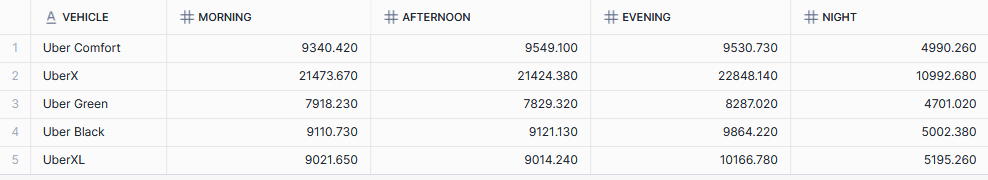 A VEHICLE # MORNING # AFTERNOON # EVENING # NIGHT
1 Uber Comfort 9340.420 9549.100 9530.730 4990.260
2 UberX 21473.670 21424.380 22848.140 10992.680
3 Uber Green 7918.230 7829.320 8287.020 4701.020
4 Uber Black 9110.730 9121.130 9864.220 5002.380
5 UberXL 9021.650 9014.240 10166.780 5195.260